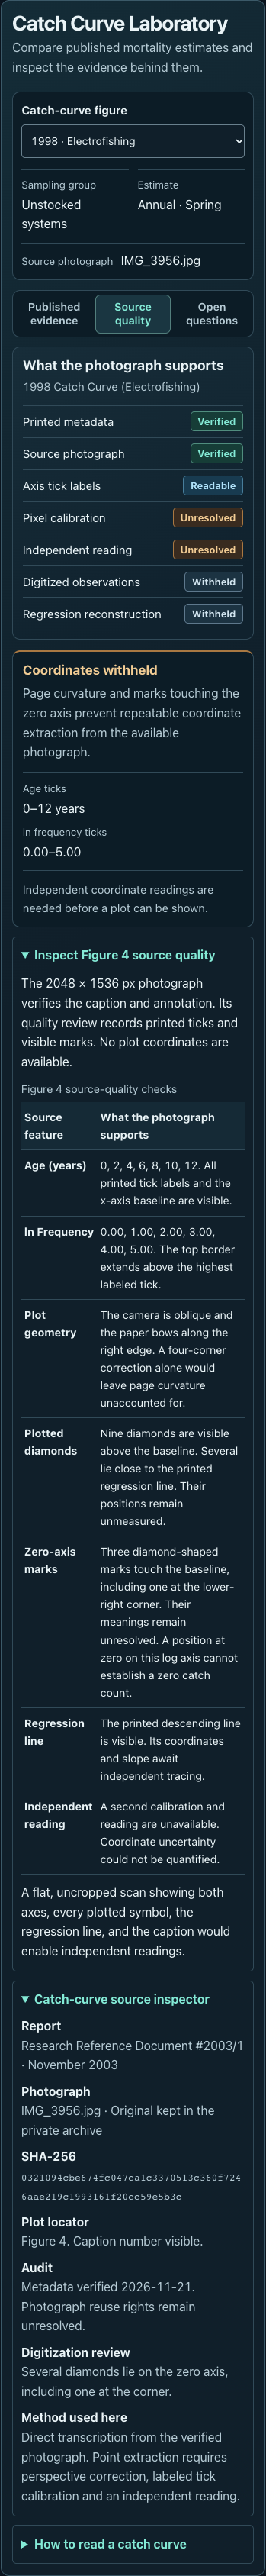 Catch Curve Laboratory
Compare published mortality estimates and
inspect the evidence behind them.
Catch-curve figure
1998 · Electrofishing
Sampling group
Unstocked
systems
Estimate
Annual · Spring
Source photograph IMG_3956.jpg
Published
evidence
Source
quality
Open
questions
What the photograph supports
1998 Catch Curve (Electrofishing)
Printed metadata Verified
Source photograph Verified
Axis tick labels Readable
Pixel calibration Unresolved
Independent reading Unresolved
Digitized observations Withheld
Regression reconstruction Withheld
Coordinates withheld
Page curvature and marks touching the
zero axis prevent repeatable coordinate
extraction from the available
photograph.
Age ticks
0–12 years
ln frequency ticks
0.00–5.00
Independent coordinate readings are
needed before a plot can be shown.
▼ Inspect Figure 4 source quality
The 2048 × 1536 px photograph
verifies the caption and annotation. Its
quality review records printed ticks and
visible marks. No plot coordinates are
available.
Figure 4 source-quality checks
Source
feature
What the photograph
supports
Age (years)
0, 2, 4, 6, 8, 10, 12. All
printed tick labels and the
x-axis baseline are visible.
ln Frequency
0.00, 1.00, 2.00, 3.00,
4.00, 5.00. The top border
extends above the highest
labeled tick.
Plot
geometry
The camera is oblique and
the paper bows along the
right edge. A four-corner
correction alone would
leave page curvature
unaccounted for.
Plotted
diamonds
Nine diamonds are visible
above the baseline. Several
lie close to the printed
regression line. Their
positions remain
unmeasured.
Zero-axis
marks
Three diamond-shaped
marks touch the baseline,
including one at the lower-
right corner. Their
meanings remain
unresolved. A position at
zero on this log axis cannot
establish a zero catch
count.
Regression
line
The printed descending line
is visible. Its coordinates
and slope await
independent tracing.
Independent
reading
A second calibration and
reading are unavailable.
Coordinate uncertainty
could not be quantified.
A flat, uncropped scan showing both
axes, every plotted symbol, the
regression line, and the caption would
enable independent readings.
▼ Catch-curve source inspector
Report
Research Reference Document #2003/1
· November 2003
Photograph
IMG_3956.jpg · Original kept in the
private archive
SHA-256
0321094cbe674fc047ca1c3370513c360f724
6aae219c1993161f20cc59e5b3c
Plot locator
Figure 4. Caption number visible.
Audit
Metadata verified 2026-11-21.
Photograph reuse rights remain
unresolved.
Digitization review
Several diamonds lie on the zero axis,
including one at the corner.
Method used here
Direct transcription from the verified
photograph. Point extraction requires
perspective correction, labeled tick
calibration and an independent reading.
▶ How to read a catch curve